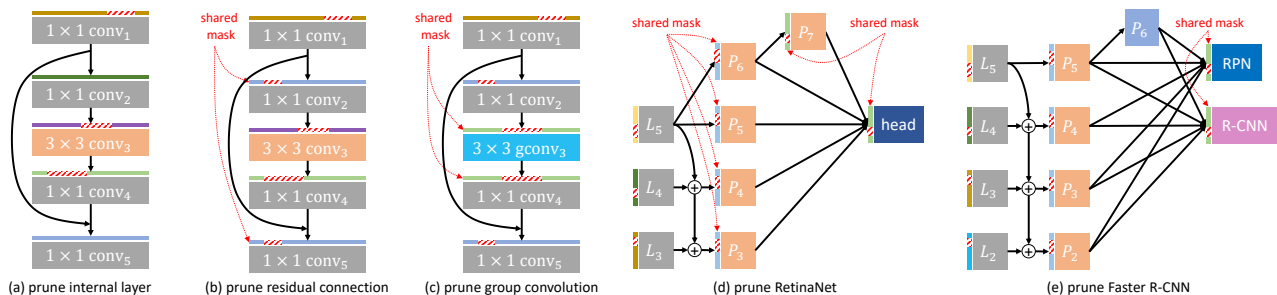 1 × 1 conv₁
1 × 1 conv₂
3 × 3 conv₃
1 × 1 conv₄
1 × 1 conv₅
(a) prune internal layer
shared
mask
1 × 1 conv₁
1 × 1 conv₂
3 × 3 conv₃
1 × 1 conv₄
1 × 1 conv₅
(b) prune residual connection
shared
mask
1 × 1 conv₁
1 × 1 conv₂
3 × 3 gconv₃
1 × 1 conv₄
1 × 1 conv₅
(c) prune group convolution
shared mask
P₇
P₆
shared mask
L₅
P₅
head
L₄
P₄
L₃
P₃
(d) prune RetinaNet
P₆
shared mask
L₅
P₅
RPN
L₄
P₄
R-CNN
L₃
P₃
L₂
P₂
(e) prune Faster R-CNN